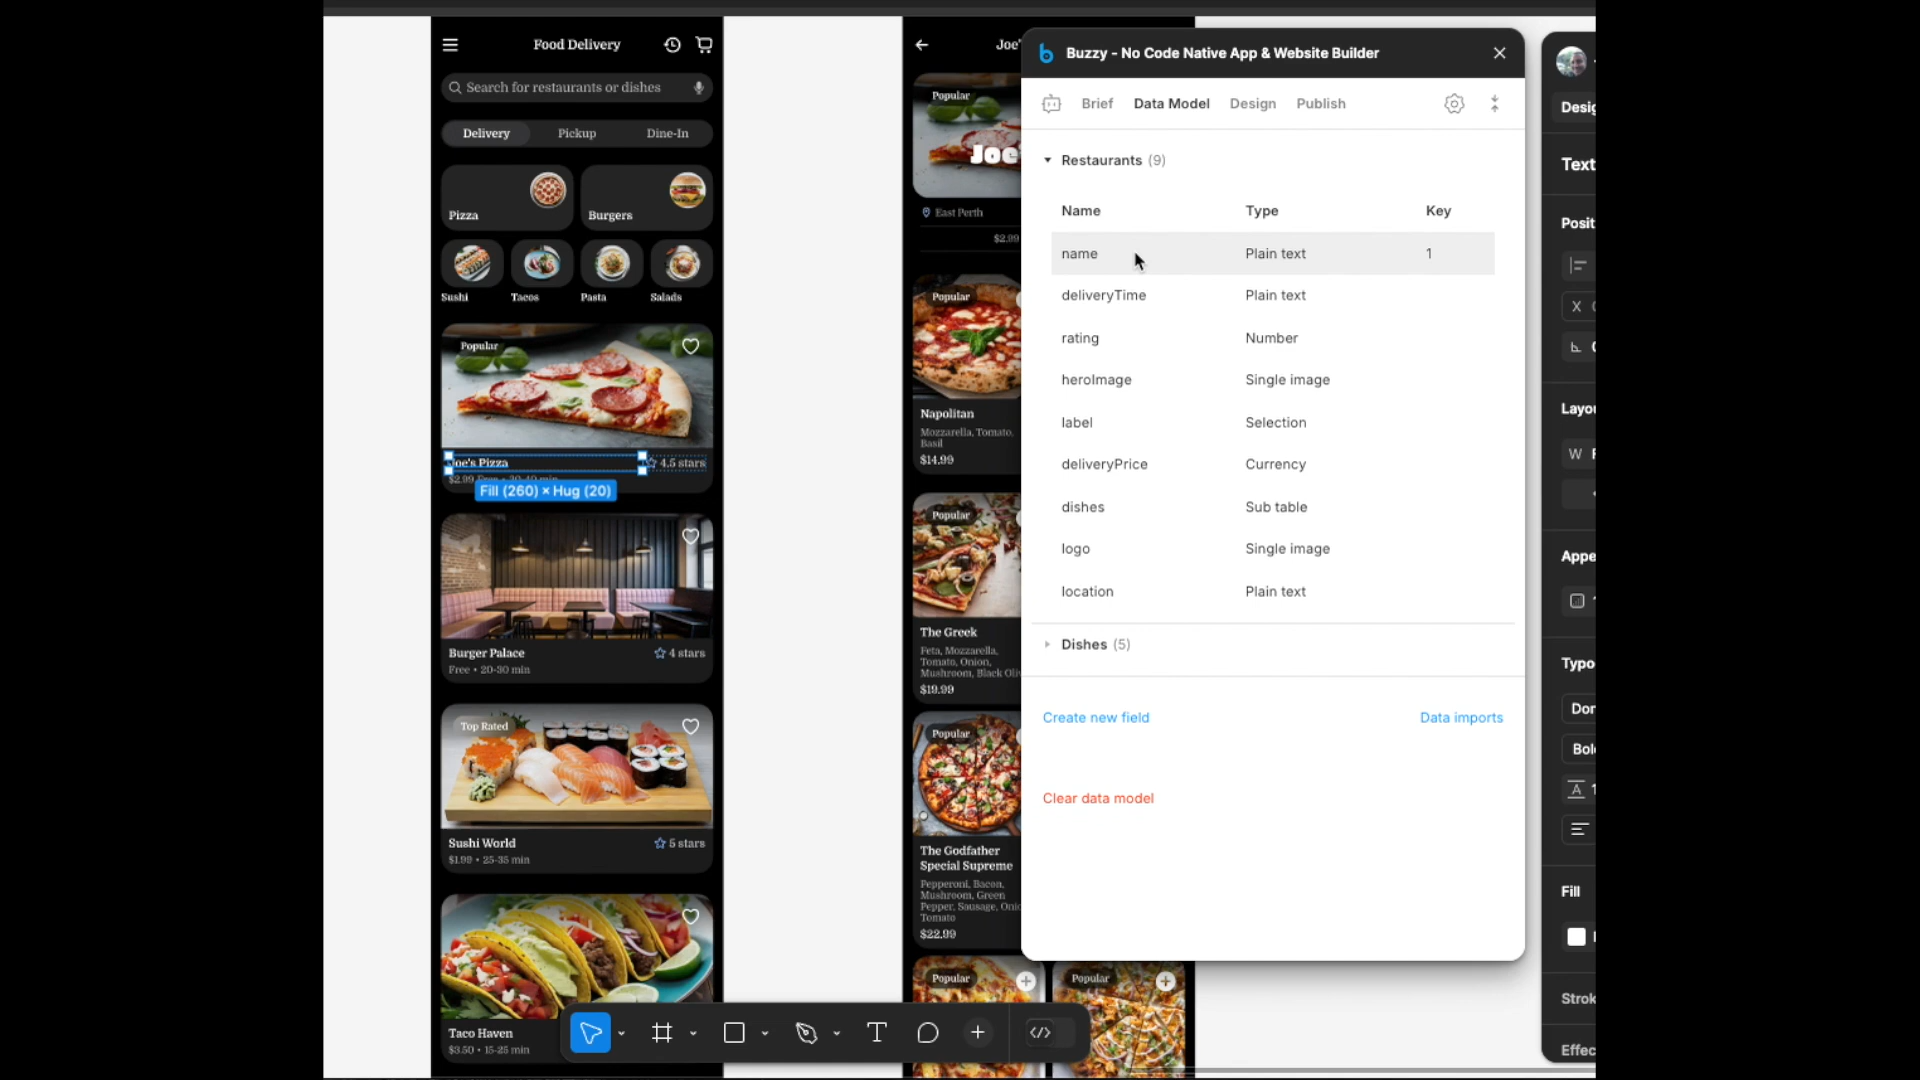 Food Delivery
Search for restaurants or dishes
Delivery Pickup Dine-In
Pizza
Burgers
Sushi Tacos Pasta Salads
Popular
Joe's Pizza
4.5 stars
Fill (260) × Hug (20)
Burger Palace
4 stars
Free • 20-30 min
Top Rated
Sushi World
5 stars
$1.99 • 25-35 min
Taco Haven
$3.50 • 15-25 min
Joe'
Popular
Joe
East Perth
$2.99
Popular
Napolitan
Mozzarella, Tomato,
Basil
$14.99
Popular
The Greek
Feta, Mozzarella,
Tomato, Onion,
Mushroom, Black Oliv
$19.99
Popular
The Godfather
Special Supreme
Pepperoni, Bacon,
Mushroom, Green
Pepper, Sausage, Onio
Tomato
$22.99
Popular
Popular
Buzzy - No Code Native App & Website Builder
Brief Data Model Design Publish
Restaurants (9)
Name Type Key
name Plain text 1
deliveryTime Plain text
rating Number
heroImage Single image
label Selection
deliveryPrice Currency
dishes Sub table
logo Single image
location Plain text
Dishes (5)
Create new field
Data imports
Clear data model
Desig
Text
Posit
X
Layou
W
Appe
Typo
Don
Bol
Fill
Strok
Effec